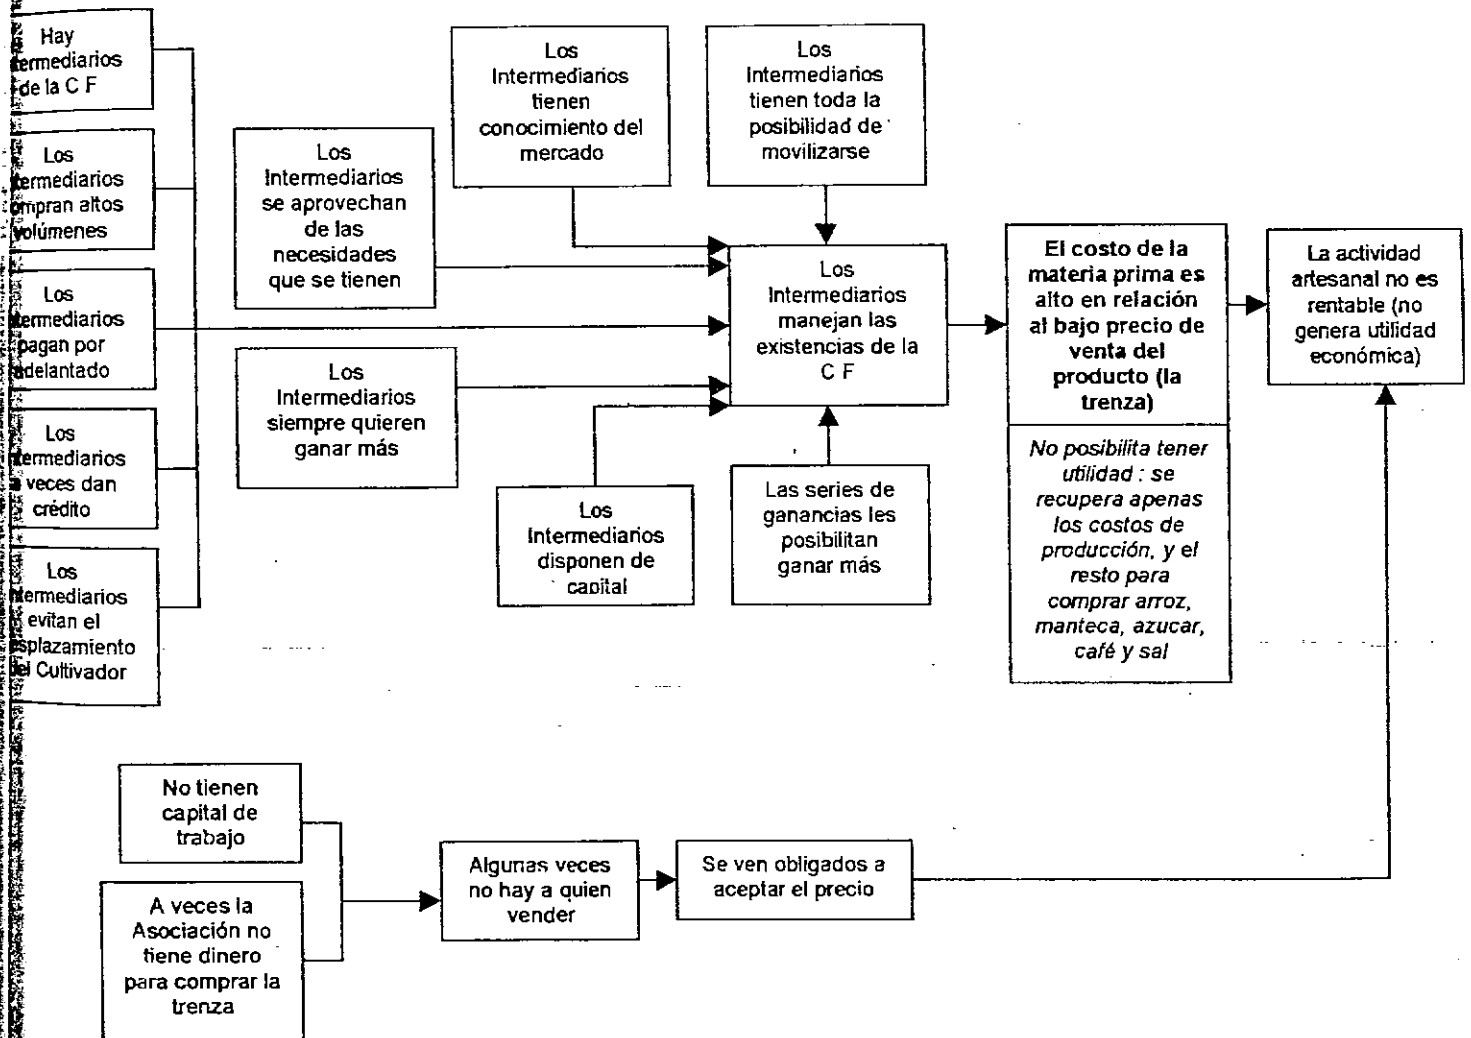 Hay
termediarios
de la C F
Los
termediarios
ompran altos
volúmenes
Los
termediarios
pagan por
adelantado
Los
termediarios
a veces dan
crédito
Los
ntermediarios
evitan el
esplazamiento
del Cultivador
Los
Intermediarios
se aprovechan
de las
necesidades
que se tienen
Los
Intermediarios
siempre quieren
ganar más
Los
Intermediarios
tienen
conocimiento del
mercado
Los
Intermediarios
tienen toda la
posibilidad de
movilizarse
Los
Intermediarios
manejan las
existencias de la
C F
Los
Intermediarios
disponen de
capital
Las series de
ganancias les
posibilitan
ganar más
El costo de la
materia prima es
alto en relación
al bajo precio de
venta del
producto (la
trenza)
No posibilita tener
utilidad : se
recupera apenas
los costos de
producción, y el
resto para
comprar arroz,
manteca, azucar,
café y sal
La actividad
artesanal no es
rentable (no
genera utilidad
económica)
No tienen
capital de
trabajo
A veces la
Asociación no
tiene dinero
para comprar la
trenza
Algunas veces
no hay a quien
vender
Se ven obligados a
aceptar el precio